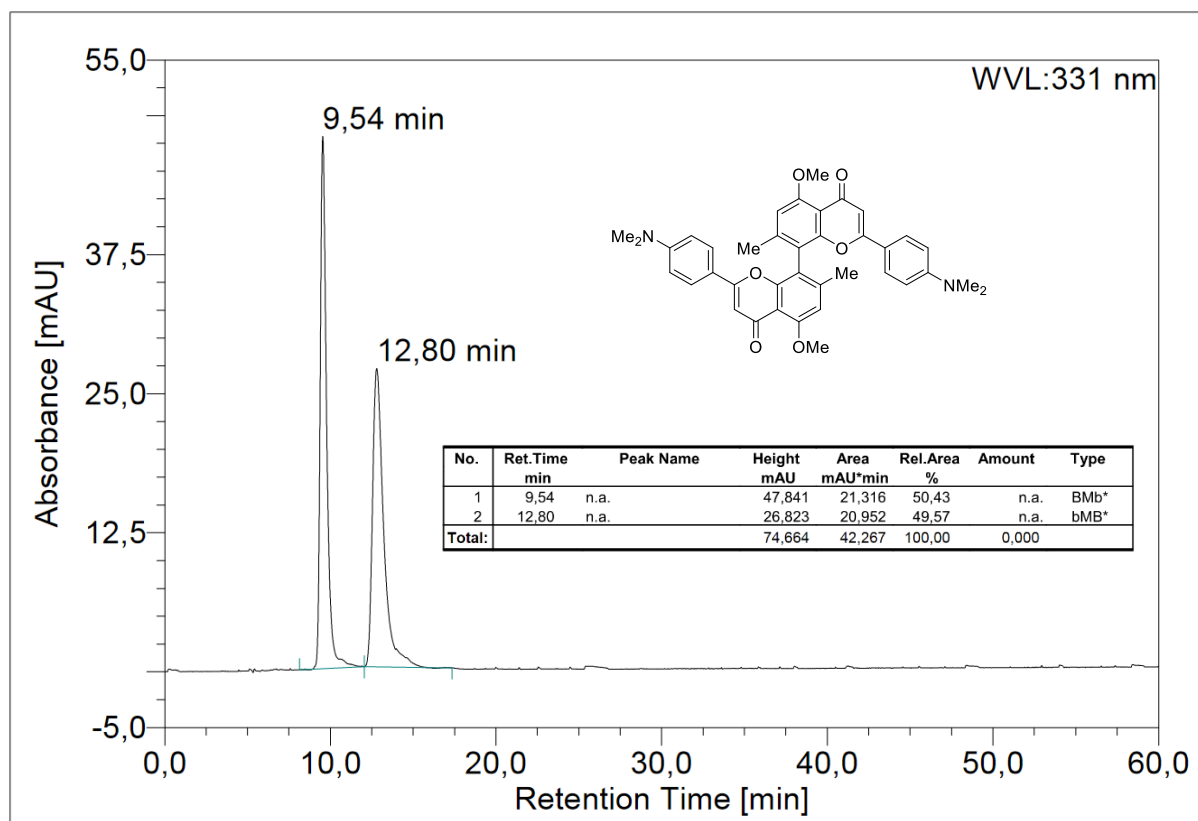 55,0
WVL:331 nm
9,54 min
OMe
O
Me
O
Me2N
NMe2
O
Me
O
OMe
37,5
12,80 min
25,0
No. Ret.Time Peak Name Height Area Rel.Area Amount Type
min mAU mAU*min %
1 9,54 n.a. 47,841 21,316 50,43 n.a. BMb*
2 12,80 n.a. 26,823 20,952 49,57 n.a. bMB*
Total: 74,664 42,267 100,00 0,000
12,5
-5,0
Absorbance [mAU]
0,0 10,0 20,0 30,0 40,0 50,0 60,0
Retention Time [min]